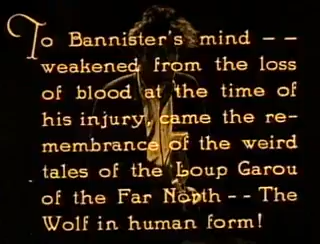 To Bannister's mind --
weakened from the loss
of blood at the time of
his injury, came the re-
membrance of the weird
tales of the Loup Garou
of the Far North -- The
Wolf in human form!